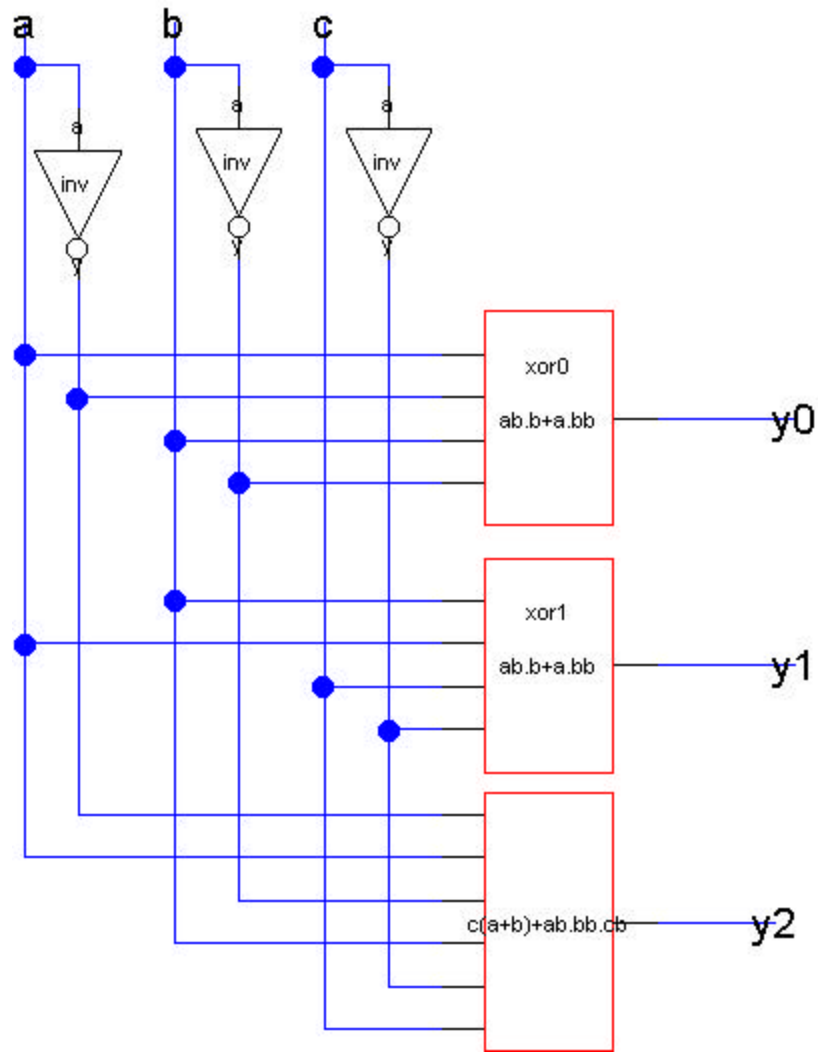 a b c
a a a
inv inv inv
y y y
xor0
ab.b+a.bb
y0
xor1
ab.b+a.bb
y1
c(a+b)+ab.bb.cb
y2